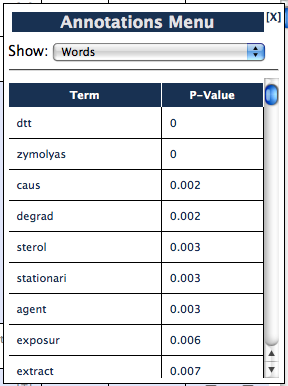 Annotations Menu [X]
Show: Words
Term P-Value
dtt 0
zymolyas 0
caus 0.002
degrad 0.002
sterol 0.003
stationari 0.003
agent 0.003
exposur 0.006
extract 0.007